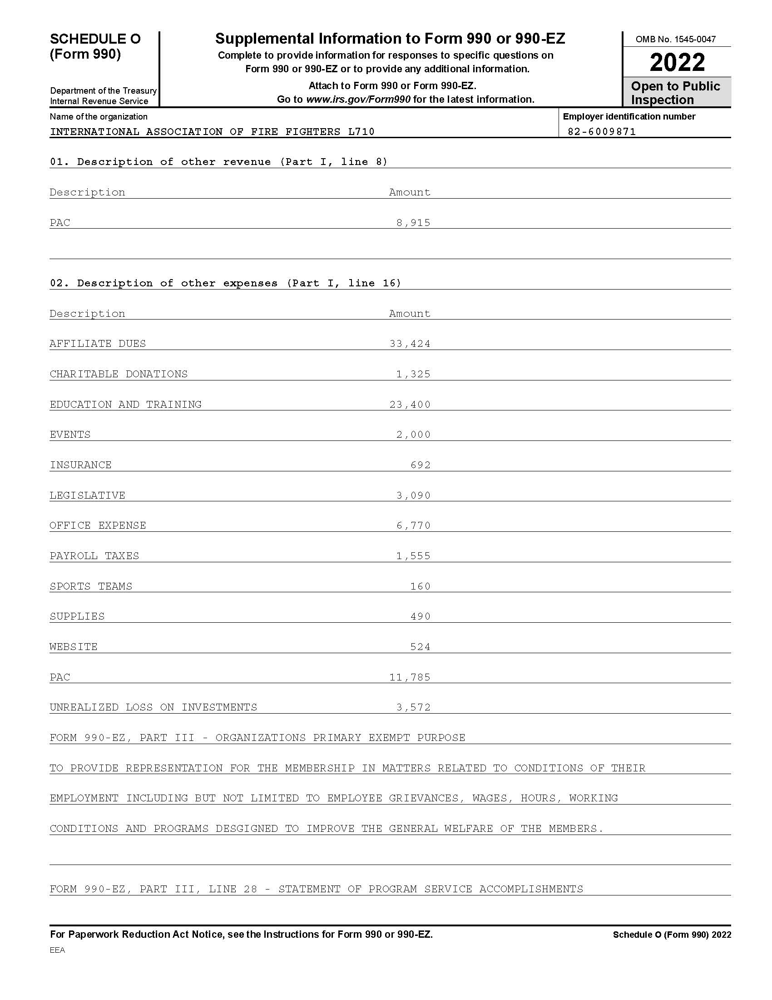 SCHEDULE O
(Form 990)
Department of the Treasury
Internal Revenue Service
Supplemental Information to Form 990 or 990-EZ
Complete to provide information for responses to specific questions on
Form 990 or 990-EZ or to provide any additional information.
Attach to Form 990 or Form 990-EZ.
Go to www.irs.gov/Form990 for the latest information.
OMB No. 1545-0047
2022
Open to Public
Inspection
Name of the organization
INTERNATIONAL ASSOCIATION OF FIRE FIGHTERS L710
Employer identification number
82-6009871
01. Description of other revenue (Part I, line 8)
Description Amount
PAC 8,915
02. Description of other expenses (Part I, line 16)
Description Amount
AFFILIATE DUES 33,424
CHARITABLE DONATIONS 1,325
EDUCATION AND TRAINING 23,400
EVENTS 2,000
INSURANCE 692
LEGISLATIVE 3,090
OFFICE EXPENSE 6,770
PAYROLL TAXES 1,555
SPORTS TEAMS 160
SUPPLIES 490
WEBSITE 524
PAC 11,785
UNREALIZED LOSS ON INVESTMENTS 3,572
FORM 990-EZ, PART III - ORGANIZATIONS PRIMARY EXEMPT PURPOSE
TO PROVIDE REPRESENTATION FOR THE MEMBERSHIP IN MATTERS RELATED TO CONDITIONS OF THEIR
EMPLOYMENT INCLUDING BUT NOT LIMITED TO EMPLOYEE GRIEVANCES, WAGES, HOURS, WORKING
CONDITIONS AND PROGRAMS DESGIGNED TO IMPROVE THE GENERAL WELFARE OF THE MEMBERS.
FORM 990-EZ, PART III, LINE 28 - STATEMENT OF PROGRAM SERVICE ACCOMPLISHMENTS
For Paperwork Reduction Act Notice, see the Instructions for Form 990 or 990-EZ.
Schedule O (Form 990) 2022
EEA